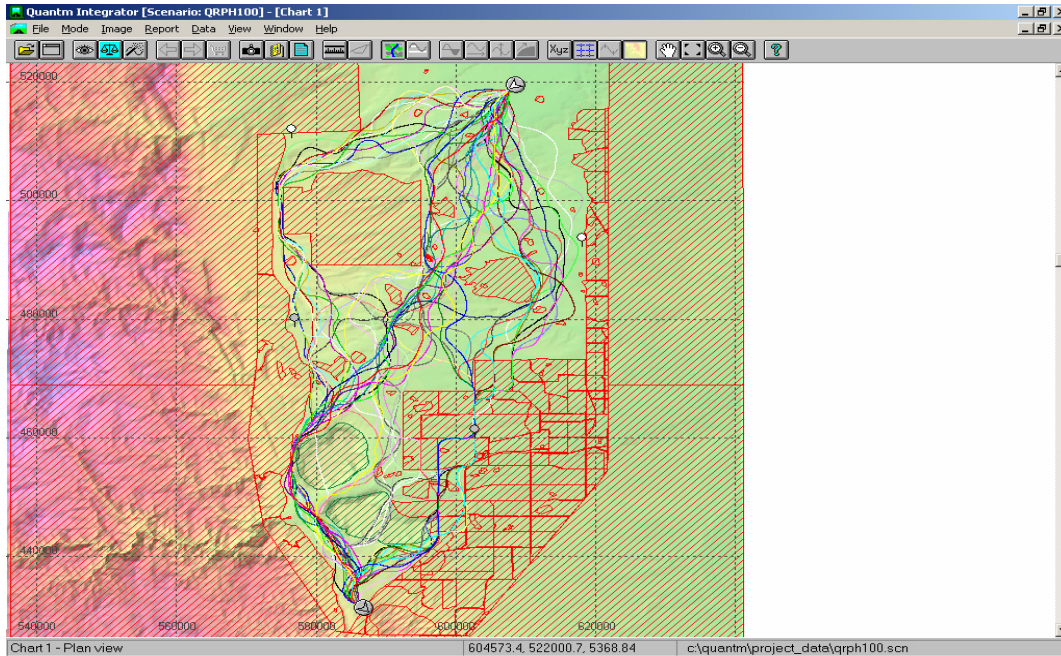 Quantm Integrator [Scenario: QRPH100] - [Chart 1]
File Mode Image Report Data View Window Help
Xyz
?
520000
500000
480000
460000
440000
540000 560000 580000 600000 620000
Chart 1 - Plan view 604573.4, 522000.7, 5368.84 c:\quantm\project_data\qrph100.scn